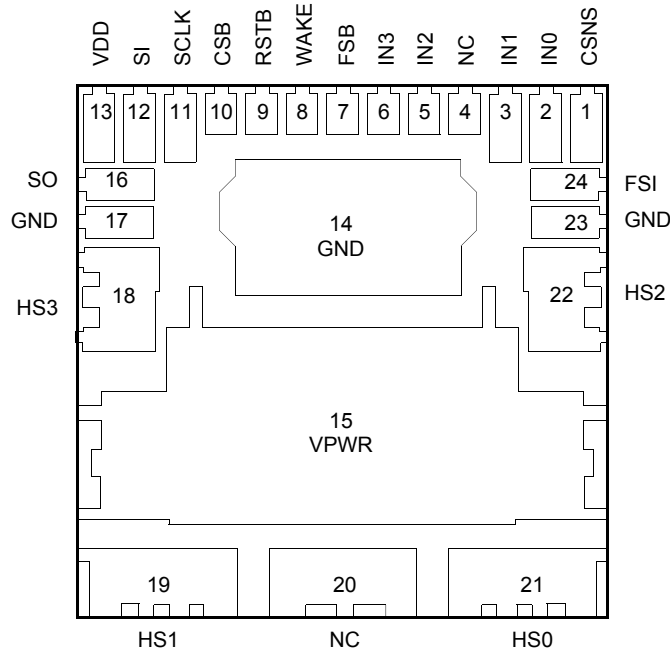 VDD
SI
SCLK
CSB
RSTB
WAKE
FSB
IN3
IN2
NC
IN1
IN0
CSNS
13
12
11
10
9
8
7
6
5
4
3
2
1
SO
16
24
FSI
GND
17
23
GND
14
GND
HS3
18
22
HS2
15
VPWR
19
20
21
HS1
NC
HS0